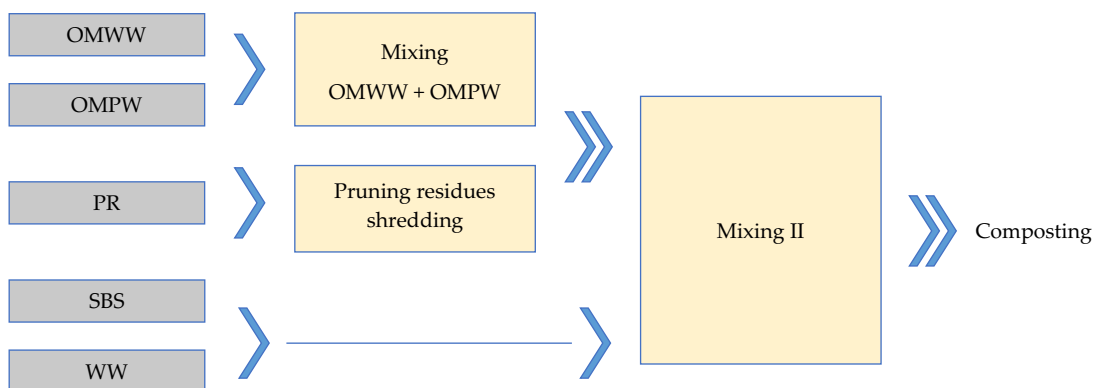 OMWW
OMPW
Mixing
OMWW + OMPW
PR
Pruning residues
shredding
SBS
WW
Mixing II
Composting